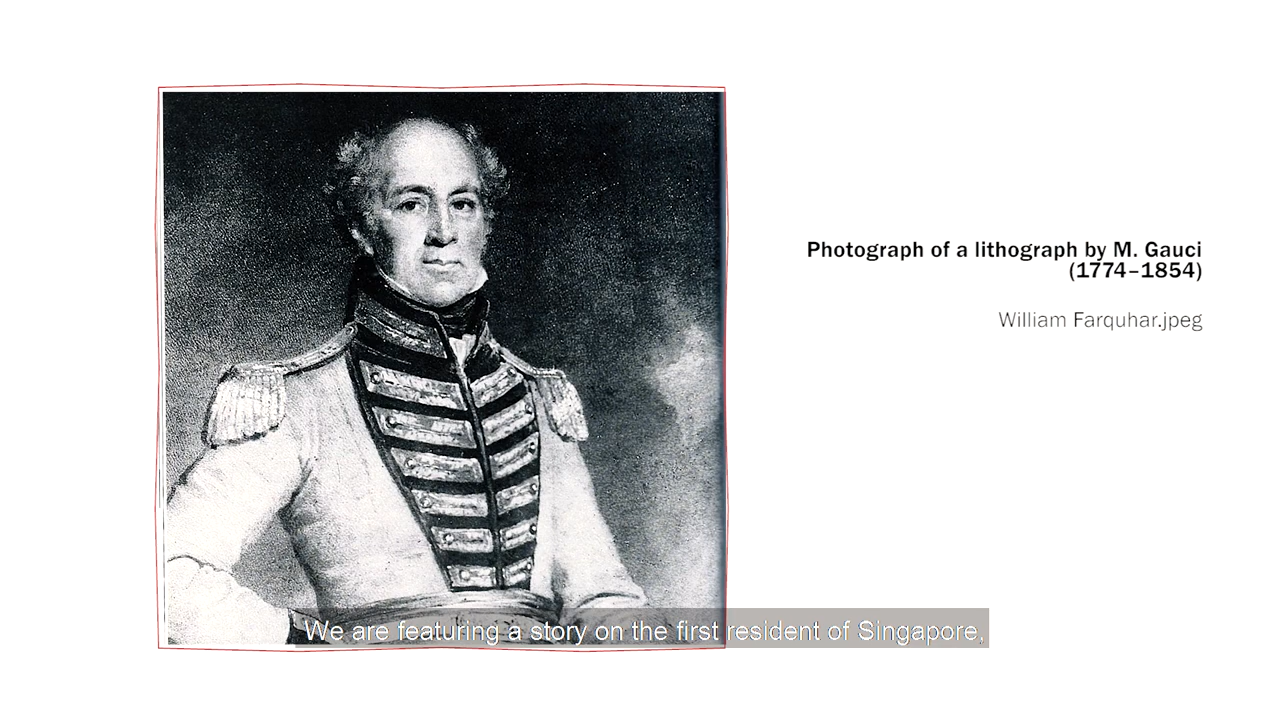 Photograph of a lithograph by M. Gauci
(1774–1854)
William Farquhar.jpeg
We are featuring a story on the first resident of Singapore,